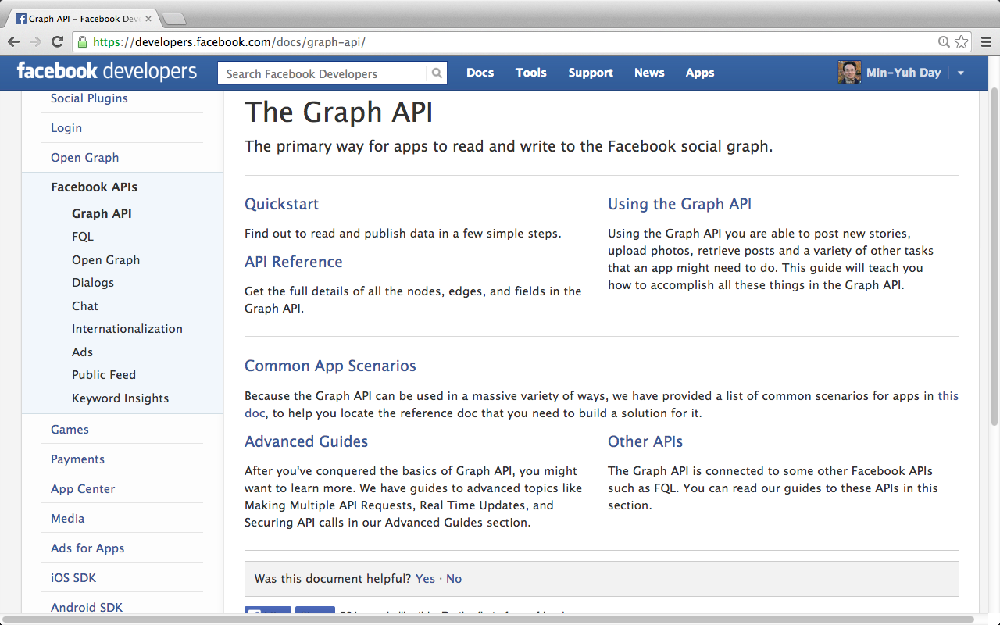 Graph API – Facebook Dev
https://developers.facebook.com/docs/graph-api/
facebook developers
Search Facebook Developers
Docs
Tools
Support
News
Apps
Min-Yuh Day
Social Plugins
Login
Open Graph
Facebook APIs
Graph API
FQL
Open Graph
Dialogs
Chat
Internationalization
Ads
Public Feed
Keyword Insights
Games
Payments
App Center
Media
Ads for Apps
iOS SDK
Android SDK
The Graph API
The primary way for apps to read and write to the Facebook social graph.
Quickstart
Find out to read and publish data in a few simple steps.
API Reference
Get the full details of all the nodes, edges, and fields in the
Graph API.
Using the Graph API
Using the Graph API you are able to post new stories,
upload photos, retrieve posts and a variety of other tasks
that an app might need to do. This guide will teach you
how to accomplish all these things in the Graph API.
Common App Scenarios
Because the Graph API can be used in a massive variety of ways, we have provided a list of common scenarios for apps in this
doc, to help you locate the reference doc that you need to build a solution for it.
Advanced Guides
After you've conquered the basics of Graph API, you might
want to learn more. We have guides to advanced topics like
Making Multiple API Requests, Real Time Updates, and
Securing API calls in our Advanced Guides section.
Other APIs
The Graph API is connected to some other Facebook APIs
such as FQL. You can read our guides to these APIs in this
section.
Was this document helpful? Yes · No